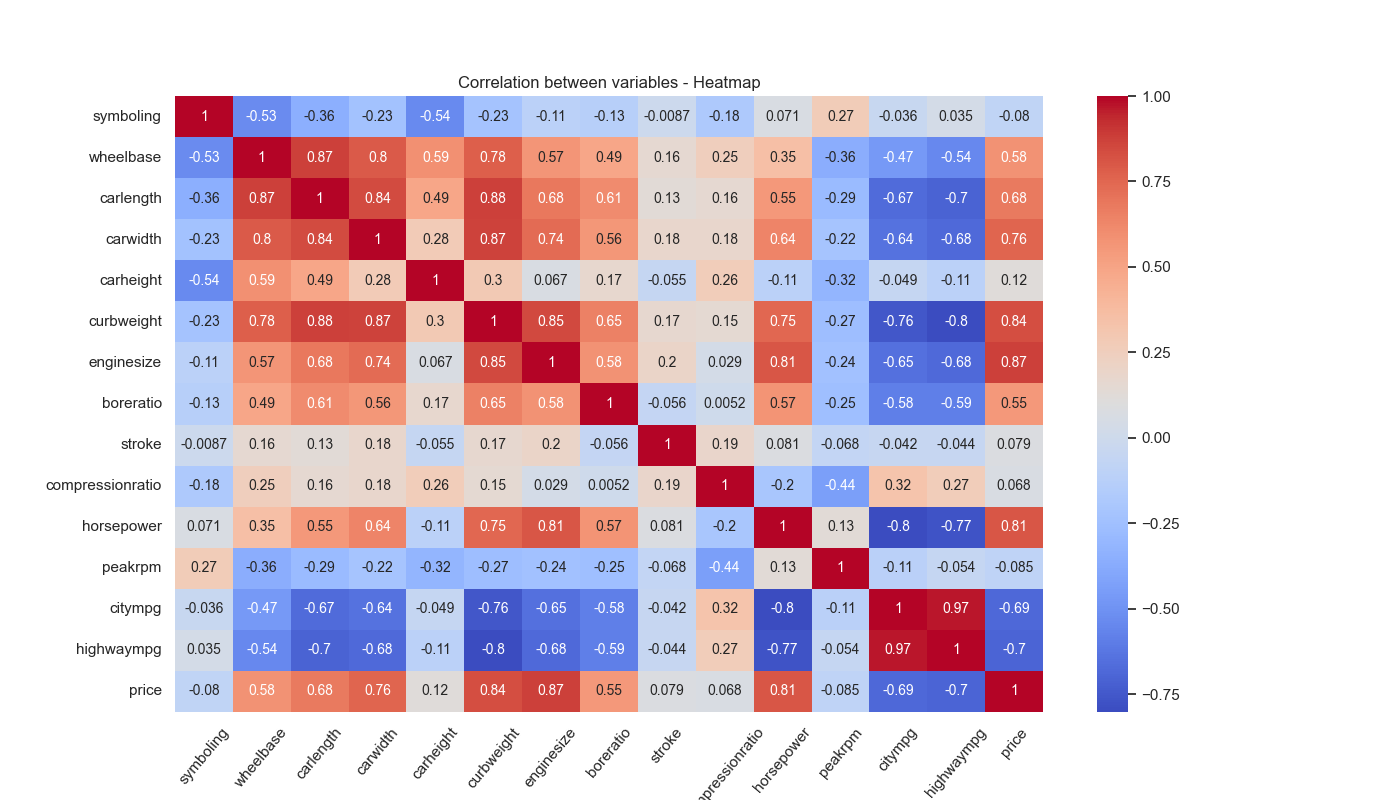 Correlation between variables - Heatmap
symboling 1 -0.53 -0.36 -0.23 -0.54 -0.23 -0.11 -0.13 -0.0087 -0.18 0.071 0.27 -0.036 0.035 -0.08
wheelbase -0.53 1 0.87 0.8 0.59 0.78 0.57 0.49 0.16 0.25 0.35 -0.36 -0.47 -0.54 0.58
carlength -0.36 0.87 1 0.84 0.49 0.88 0.68 0.61 0.13 0.16 0.55 -0.29 -0.67 -0.7 0.68
carwidth -0.23 0.8 0.84 1 0.28 0.87 0.74 0.56 0.18 0.18 0.64 -0.22 -0.64 -0.68 0.76
carheight -0.54 0.59 0.49 0.28 1 0.3 0.067 0.17 -0.055 0.26 -0.11 -0.32 -0.049 -0.11 0.12
curbweight -0.23 0.78 0.88 0.87 0.3 1 0.85 0.65 0.17 0.15 0.75 -0.27 -0.76 -0.8 0.84
enginesize -0.11 0.57 0.68 0.74 0.067 0.85 1 0.58 0.2 0.029 0.81 -0.24 -0.65 -0.68 0.87
boreratio -0.13 0.49 0.61 0.56 0.17 0.65 0.58 1 -0.056 0.0052 0.57 -0.25 -0.58 -0.59 0.55
stroke -0.0087 0.16 0.13 0.18 -0.055 0.17 0.2 -0.056 1 0.19 0.081 -0.068 -0.042 -0.044 0.079
compressionratio -0.18 0.25 0.16 0.18 0.26 0.15 0.029 0.0052 0.19 1 -0.2 -0.44 0.32 0.27 0.068
horsepower 0.071 0.35 0.55 0.64 -0.11 0.75 0.81 0.57 0.081 -0.2 1 0.13 -0.8 -0.77 0.81
peakrpm 0.27 -0.36 -0.29 -0.22 -0.32 -0.27 -0.24 -0.25 -0.068 -0.44 0.13 1 -0.11 -0.054 -0.085
citympg -0.036 -0.47 -0.67 -0.64 -0.049 -0.76 -0.65 -0.58 -0.042 0.32 -0.8 -0.11 1 0.97 -0.69
highwaympg 0.035 -0.54 -0.7 -0.68 -0.11 -0.8 -0.68 -0.59 -0.044 0.27 -0.77 -0.054 0.97 1 -0.7
price -0.08 0.58 0.68 0.76 0.12 0.84 0.87 0.55 0.079 0.068 0.81 -0.085 -0.69 -0.7 1
symboling wheelbase carlength carwidth carheight curbweight enginesize boreratio stroke pressionratio horsepower peakrpm citympg highwaympg price
1.00
0.75
0.50
0.25
0.00
−0.25
−0.50
−0.75